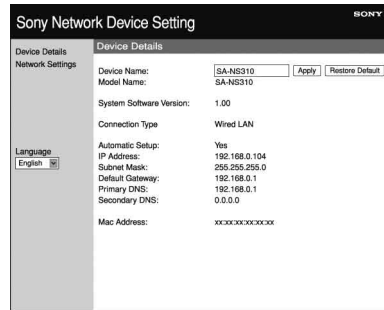 SONY
Sony Network Device Setting
Device Details
Network Settings
Language
English
Device Details
Device Name: SA-NS310 Apply Restore Default
Model Name: SA-NS310
System Software Version: 1.00
Connection Type Wired LAN
Automatic Setup: Yes
IP Address: 192.168.0.104
Subnet Mask: 255.255.255.0
Default Gateway: 192.168.0.1
Primary DNS: 192.168.0.1
Secondary DNS: 0.0.0.0
Mac Address: xx:xx:xx:xx:xx:xx